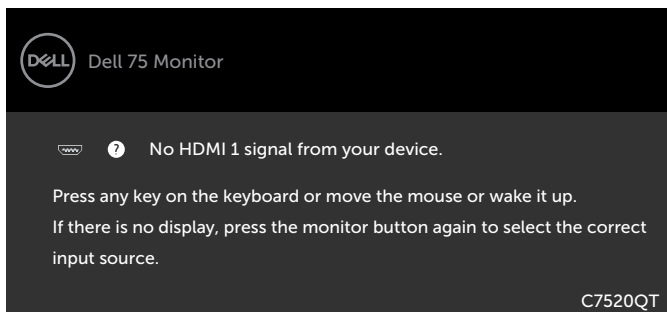 DELL
Dell 75 Monitor
? No HDMI 1 signal from your device.
Press any key on the keyboard or move the mouse or wake it up.
If there is no display, press the monitor button again to select the correct
input source.
C7520QT